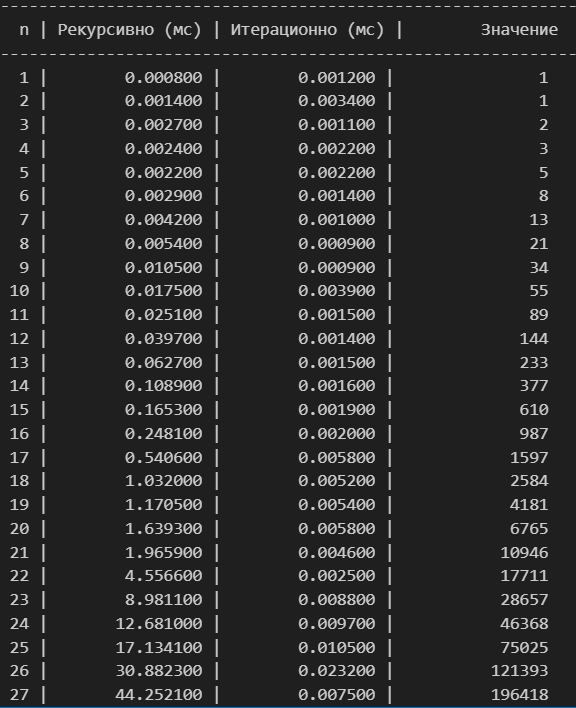 n | Рекурсивно (мс) | Итерационно (мс) | Значение
1 | 0.000800 | 0.001200 | 1
2 | 0.001400 | 0.003400 | 1
3 | 0.002700 | 0.001100 | 2
4 | 0.002400 | 0.002200 | 3
5 | 0.002200 | 0.002200 | 5
6 | 0.002900 | 0.001400 | 8
7 | 0.004200 | 0.001000 | 13
8 | 0.005400 | 0.000900 | 21
9 | 0.010500 | 0.000900 | 34
10 | 0.017500 | 0.003900 | 55
11 | 0.025100 | 0.001500 | 89
12 | 0.039700 | 0.001400 | 144
13 | 0.062700 | 0.001500 | 233
14 | 0.108900 | 0.001600 | 377
15 | 0.165300 | 0.001900 | 610
16 | 0.248100 | 0.002000 | 987
17 | 0.540600 | 0.005800 | 1597
18 | 1.032000 | 0.005200 | 2584
19 | 1.170500 | 0.005400 | 4181
20 | 1.639300 | 0.005800 | 6765
21 | 1.965900 | 0.004600 | 10946
22 | 4.556600 | 0.002500 | 17711
23 | 8.981100 | 0.008800 | 28657
24 | 12.681000 | 0.009700 | 46368
25 | 17.134100 | 0.010500 | 75025
26 | 30.882300 | 0.023200 | 121393
27 | 44.252100 | 0.007500 | 196418